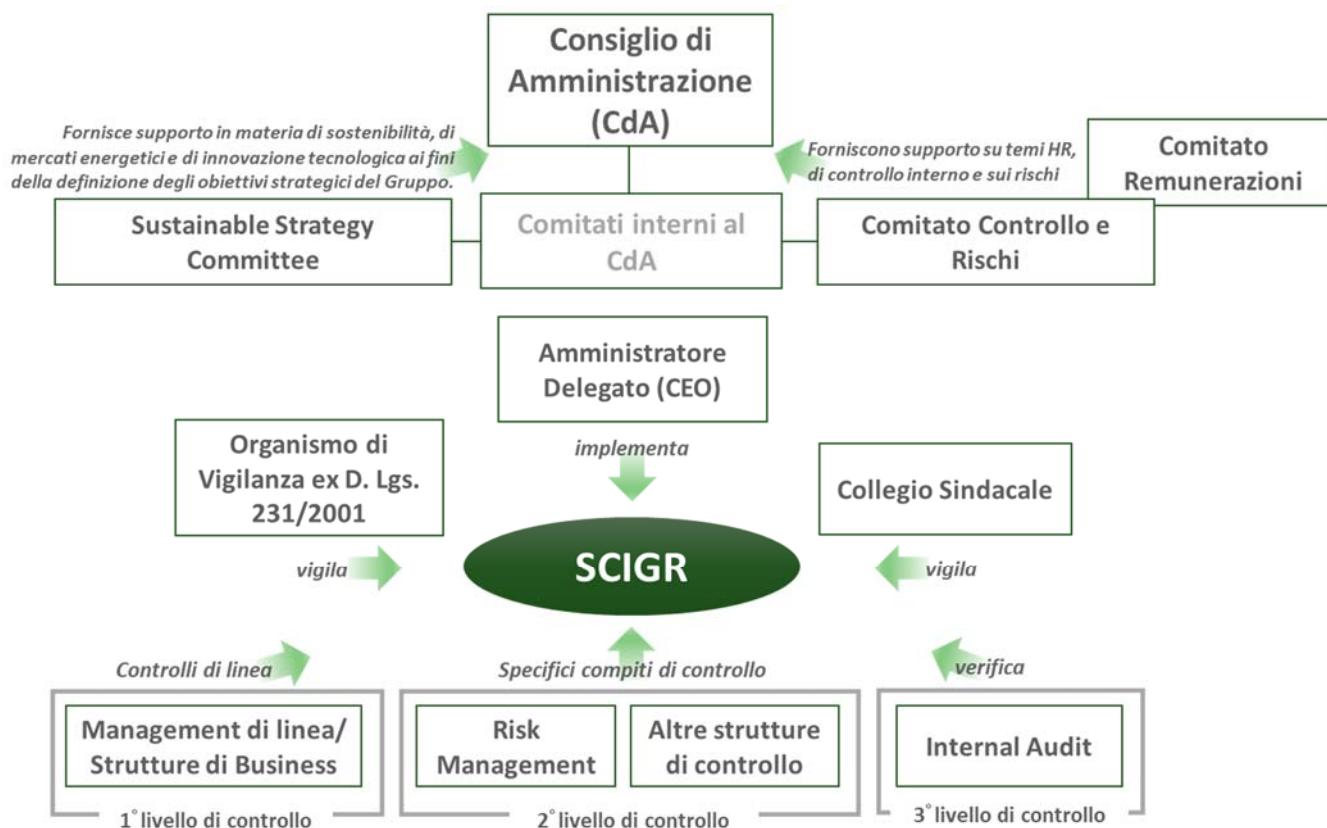 Consiglio di
Amministrazione
(CdA)
Fornisce supporto in materia di sostenibilità, di
mercati energetici e di innovazione tecnologica ai fini
della definizione degli obiettivi strategici del Gruppo.
Forniscono supporto su temi HR,
di controllo interno e sui rischi
Comitato
Remunerazioni
Sustainable Strategy
Committee
Comitati interni al
CdA
Comitato Controllo e
Rischi
Amministratore
Delegato (CEO)
implementa
Organismo di
Vigilanza ex D. Lgs.
231/2001
Collegio Sindacale
vigila
SCIGR
vigila
Controlli di linea
Specifici compiti di controllo
verifica
Management di linea/
Strutture di Business
Risk
Management
Altre strutture
di controllo
Internal Audit
1° livello di controllo
2° livello di controllo
3° livello di controllo